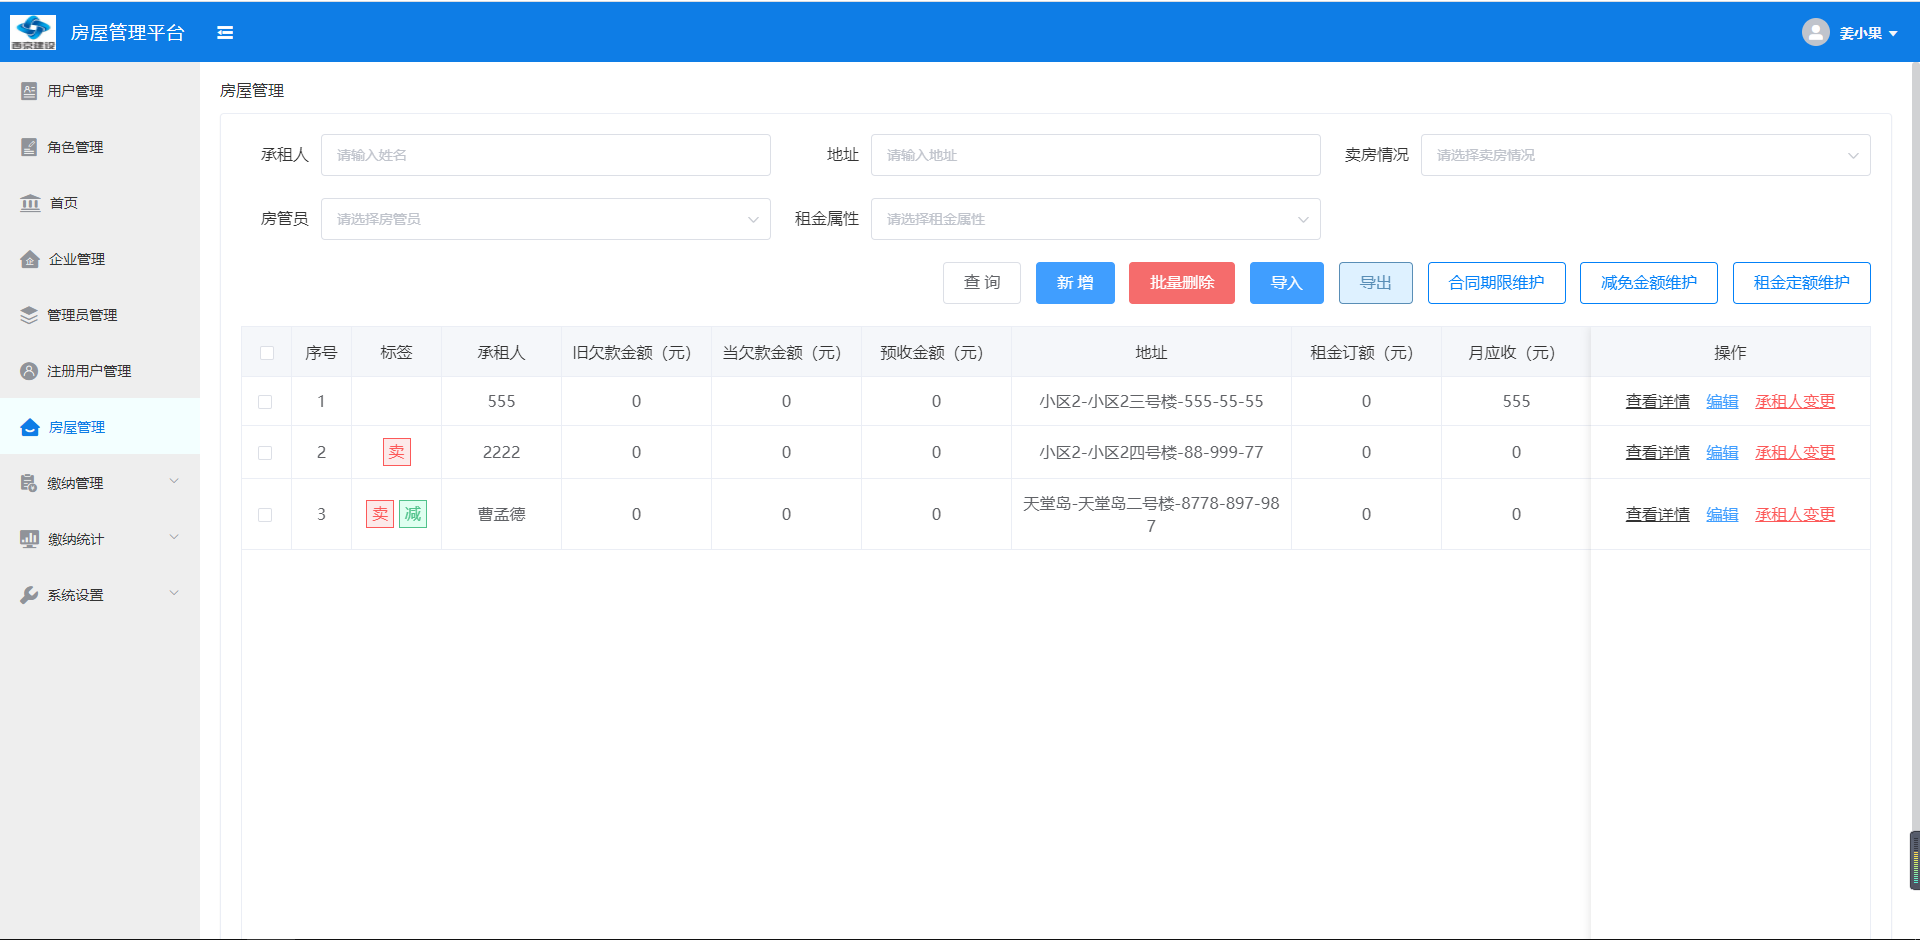 房屋管理平台
姜小果
用户管理
角色管理
首页
企业管理
管理员管理
注册用户管理
房屋管理
缴纳管理
缴纳统计
系统设置
房屋管理
承租人 请输入姓名 地址 请输入地址 卖房情况 请选择卖房情况
房管员 请选择房管员 租金属性 请选择租金属性
查 询 新 增 批量删除 导入 导出 合同期限维护 减免金额维护 租金定额维护
序号 标签 承租人 旧欠款金额（元） 当欠款金额（元） 预收金额（元） 地址 租金订额（元） 月应收（元） 操作
1 555 0 0 0 小区2-小区2三号楼-555-55-55 0 555 查看详情 编辑 承租人变更
2 卖 2222 0 0 0 小区2-小区2四号楼-88-999-77 0 0 查看详情 编辑 承租人变更
3 卖 减 曹孟德 0 0 0 天堂岛-天堂岛二号楼-8778-897-98
7 0 0 查看详情 编辑 承租人变更